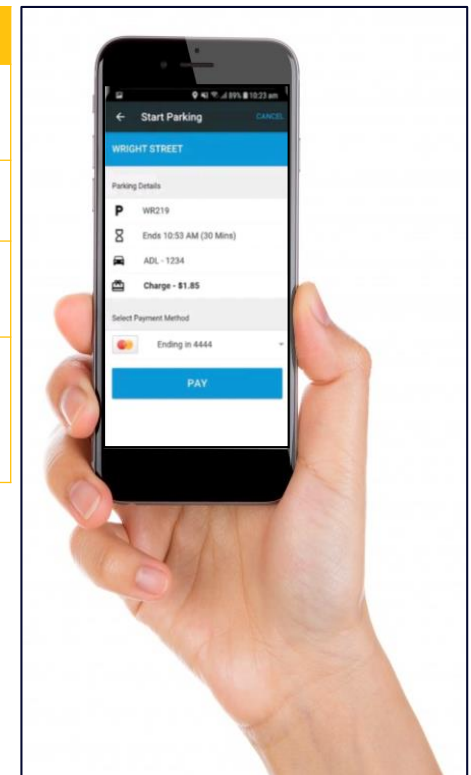 89% 10:23 am
Start Parking CANCEL
WRIGHT STREET
Parking Details
P WR219
Ends 10:53 AM (30 Mins)
ADL - 1234
Charge - $1.85
Select Payment Method
Ending in 4444
PAY